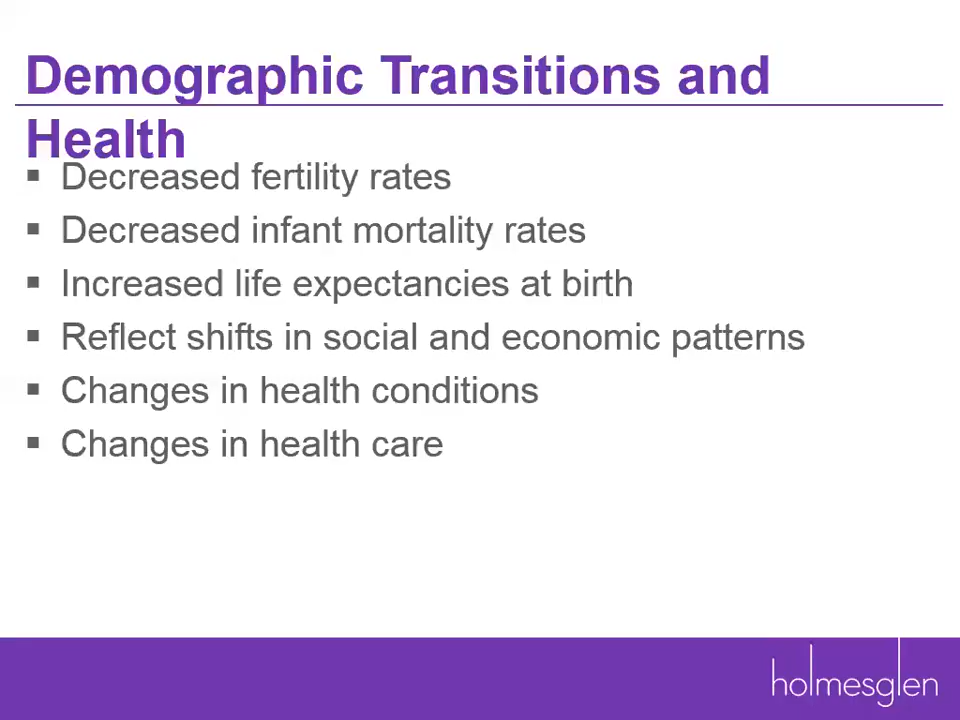 Demographic Transitions and
Health
▪ Decreased fertility rates
▪ Decreased infant mortality rates
▪ Increased life expectancies at birth
▪ Reflect shifts in social and economic patterns
▪ Changes in health conditions
▪ Changes in health care
holmesglen